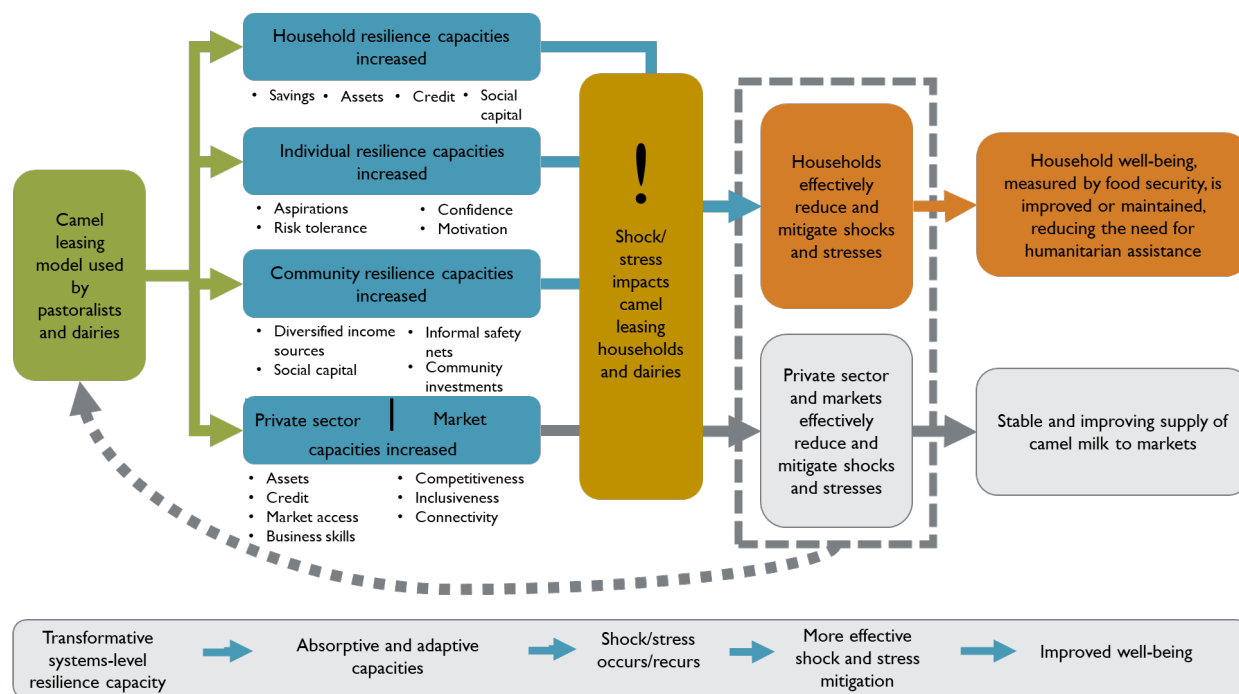 Camel
leasing
model used
by
pastoralists
and dairies
Household resilience capacities
increased
• Savings • Assets • Credit • Social
capital
Individual resilience capacities
increased
• Aspirations
• Risk tolerance
• Confidence
• Motivation
Community resilience capacities
increased
• Diversified income
sources
• Social capital
• Informal safety
nets
• Community
investments
Private sector | Market
capacities increased
• Assets
• Credit
• Market access
• Business skills
• Competitiveness
• Inclusiveness
• Connectivity
!
Shock/
stress
impacts
camel
leasing
households
and dairies
Households
effectively
reduce and
mitigate shocks
and stresses
Private sector
and markets
effectively
reduce and
mitigate shocks
and stresses
Household well-being,
measured by food security, is
improved or maintained,
reducing the need for
humanitarian assistance
Stable and improving supply of
camel milk to markets
Transformative
systems-level
resilience capacity
Absorptive and adaptive
capacities
Shock/stress
occurs/recurs
More effective
shock and stress
mitigation
Improved well-being